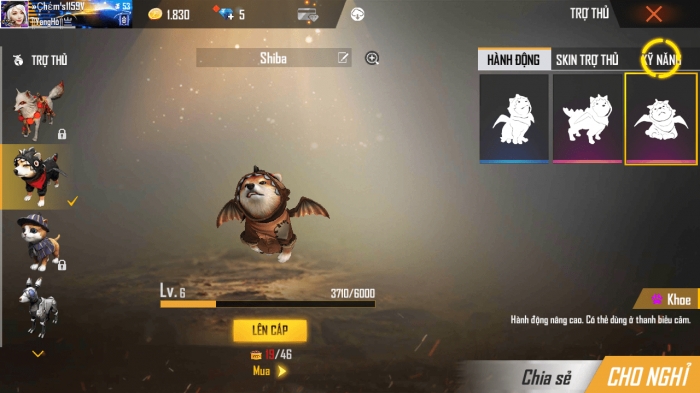 #53
YangHồ
1.830
5
TRỢ THỦ
TRỢ THỦ
Shiba
HÀNH ĐỘNG
SKIN TRỢ THỦ
KỸ NĂNG
Lv. 6
3710/6000
LÊN CẤP
19/46
Mua
Khoe
Hành động nâng cao. Có thể dùng ở thanh biểu cảm.
Chia sẻ
CHO NGHỈ